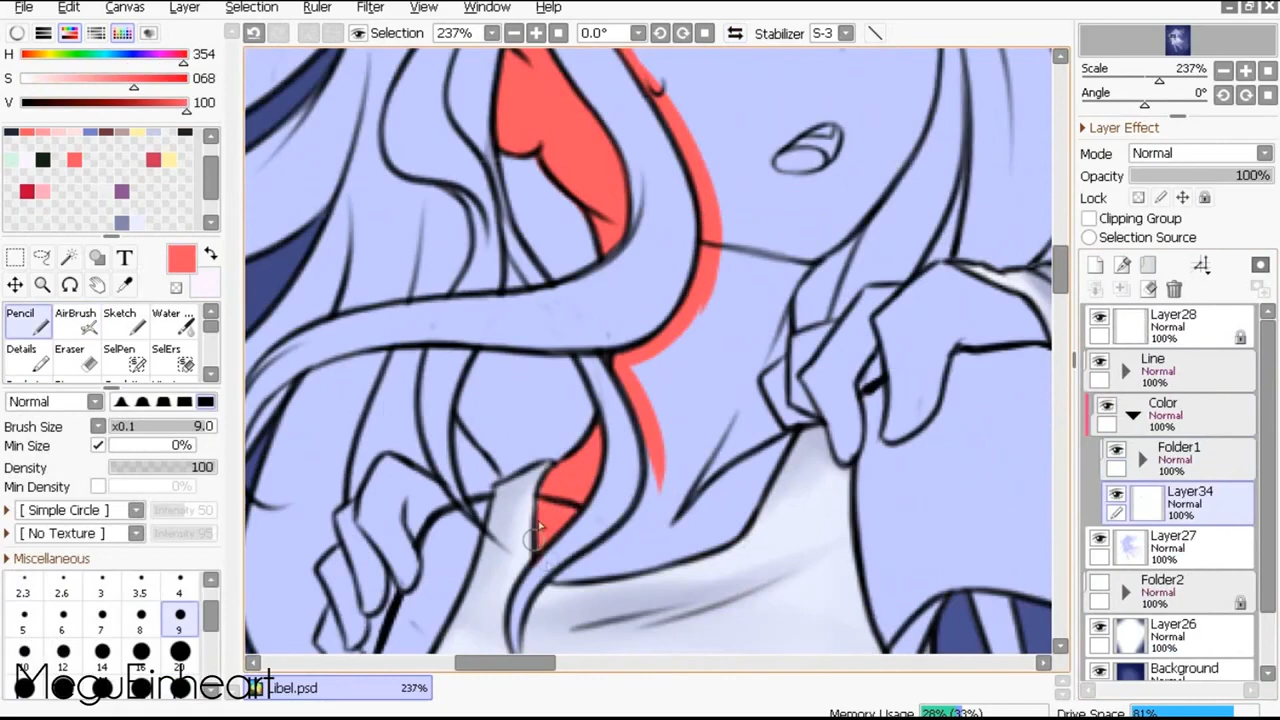 File Edit Canvas Layer Selection Ruler Filter View Window Help
Selection 237% 0.0° Stabilizer S-3
H 354
S 068
V 100
T
Pencil AirBrush Sketch Water ...
Details Eraser SelPen SelErs
Normal
Brush Size x0.1 9.0
Min Size 0%
Density 100
Min Density 0%
[ Simple Circle ] Intensity 50
[ No Texture ] Intensity 95
Miscellaneous
2.3 2.6 3 3.5 4
5 6 7 8 9
10 12 14 16 20
MoguEinheart
Libel.psd 237%
Memory Usage 28% (33%) Drive Space 81%
Scale 237%
Angle 0°
Layer Effect
Mode Normal
Opacity 100%
Lock
Clipping Group
Selection Source
Layer28
Normal
100%
Line
Normal
100%
Color
Normal
100%
Folder1
Normal
100%
Layer34
Normal
100%
Layer27
Normal
100%
Folder2
Normal
100%
Layer26
Normal
100%
Background
Normal